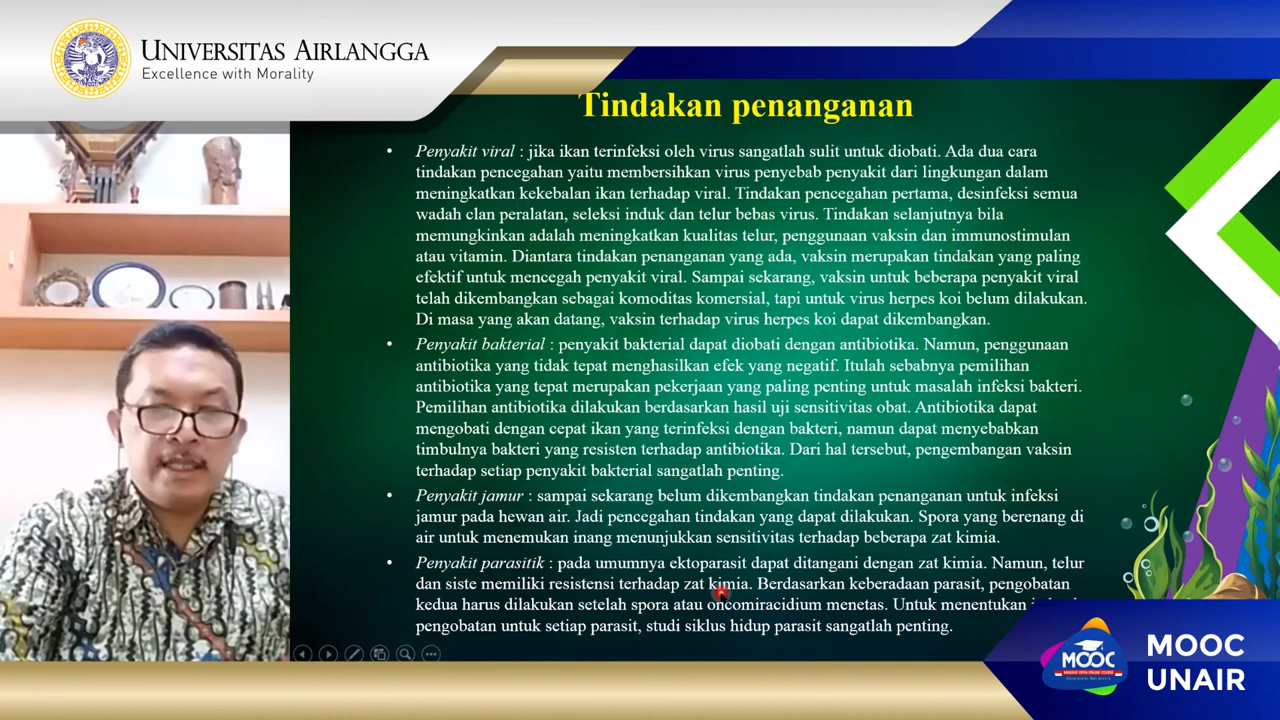 UNIVERSITAS AIRLANGGA
Excellence with Morality
Tindakan penanganan
• Penyakit viral : jika ikan terinfeksi oleh virus sangatlah sulit untuk diobati. Ada dua cara
tindakan pencegahan yaitu membersihkan virus penyebab penyakit dari lingkungan dalam
meningkatkan kekebalan ikan terhadap viral. Tindakan pencegahan pertama, desinfeksi semua
wadah clan peralatan, seleksi induk dan telur bebas virus. Tindakan selanjutnya bila
memungkinkan adalah meningkatkan kualitas telur, penggunaan vaksin dan immunostimulan
atau vitamin. Diantara tindakan penanganan yang ada, vaksin merupakan tindakan yang paling
efektif untuk mencegah penyakit viral. Sampai sekarang, vaksin untuk beberapa penyakit viral
telah dikembangkan sebagai komoditas komersial, tapi untuk virus herpes koi belum dilakukan.
Di masa yang akan datang, vaksin terhadap virus herpes koi dapat dikembangkan.
• Penyakit bakterial : penyakit bakterial dapat diobati dengan antibiotika. Namun, penggunaan
antibiotika yang tidak tepat menghasilkan efek yang negatif. Itulah sebabnya pemilihan
antibiotika yang tepat merupakan pekerjaan yang paling penting untuk masalah infeksi bakteri.
Pemilihan antibiotika dilakukan berdasarkan hasil uji sensitivitas obat. Antibiotika dapat
mengobati dengan cepat ikan yang terinfeksi dengan bakteri, namun dapat menyebabkan
timbulnya bakteri yang resisten terhadap antibiotika. Dari hal tersebut, pengembangan vaksin
terhadap setiap penyakit bakterial sangatlah penting.
• Penyakit jamur : sampai sekarang belum dikembangkan tindakan penanganan untuk infeksi
jamur pada hewan air. Jadi pencegahan tindakan yang dapat dilakukan. Spora yang berenang di
air untuk menemukan inang menunjukkan sensitivitas terhadap beberapa zat kimia.
• Penyakit parasitik : pada umumnya ektoparasit dapat ditangani dengan zat kimia. Namun, telur
dan siste memiliki resistensi terhadap zat kimia. Berdasarkan keberadaan parasit, pengobatan
kedua harus dilakukan setelah spora atau oncomiracidium menetas. Untuk menentukan
pengobatan untuk setiap parasit, studi siklus hidup parasit sangatlah penting.
MOOC
MOOC
UNAIR